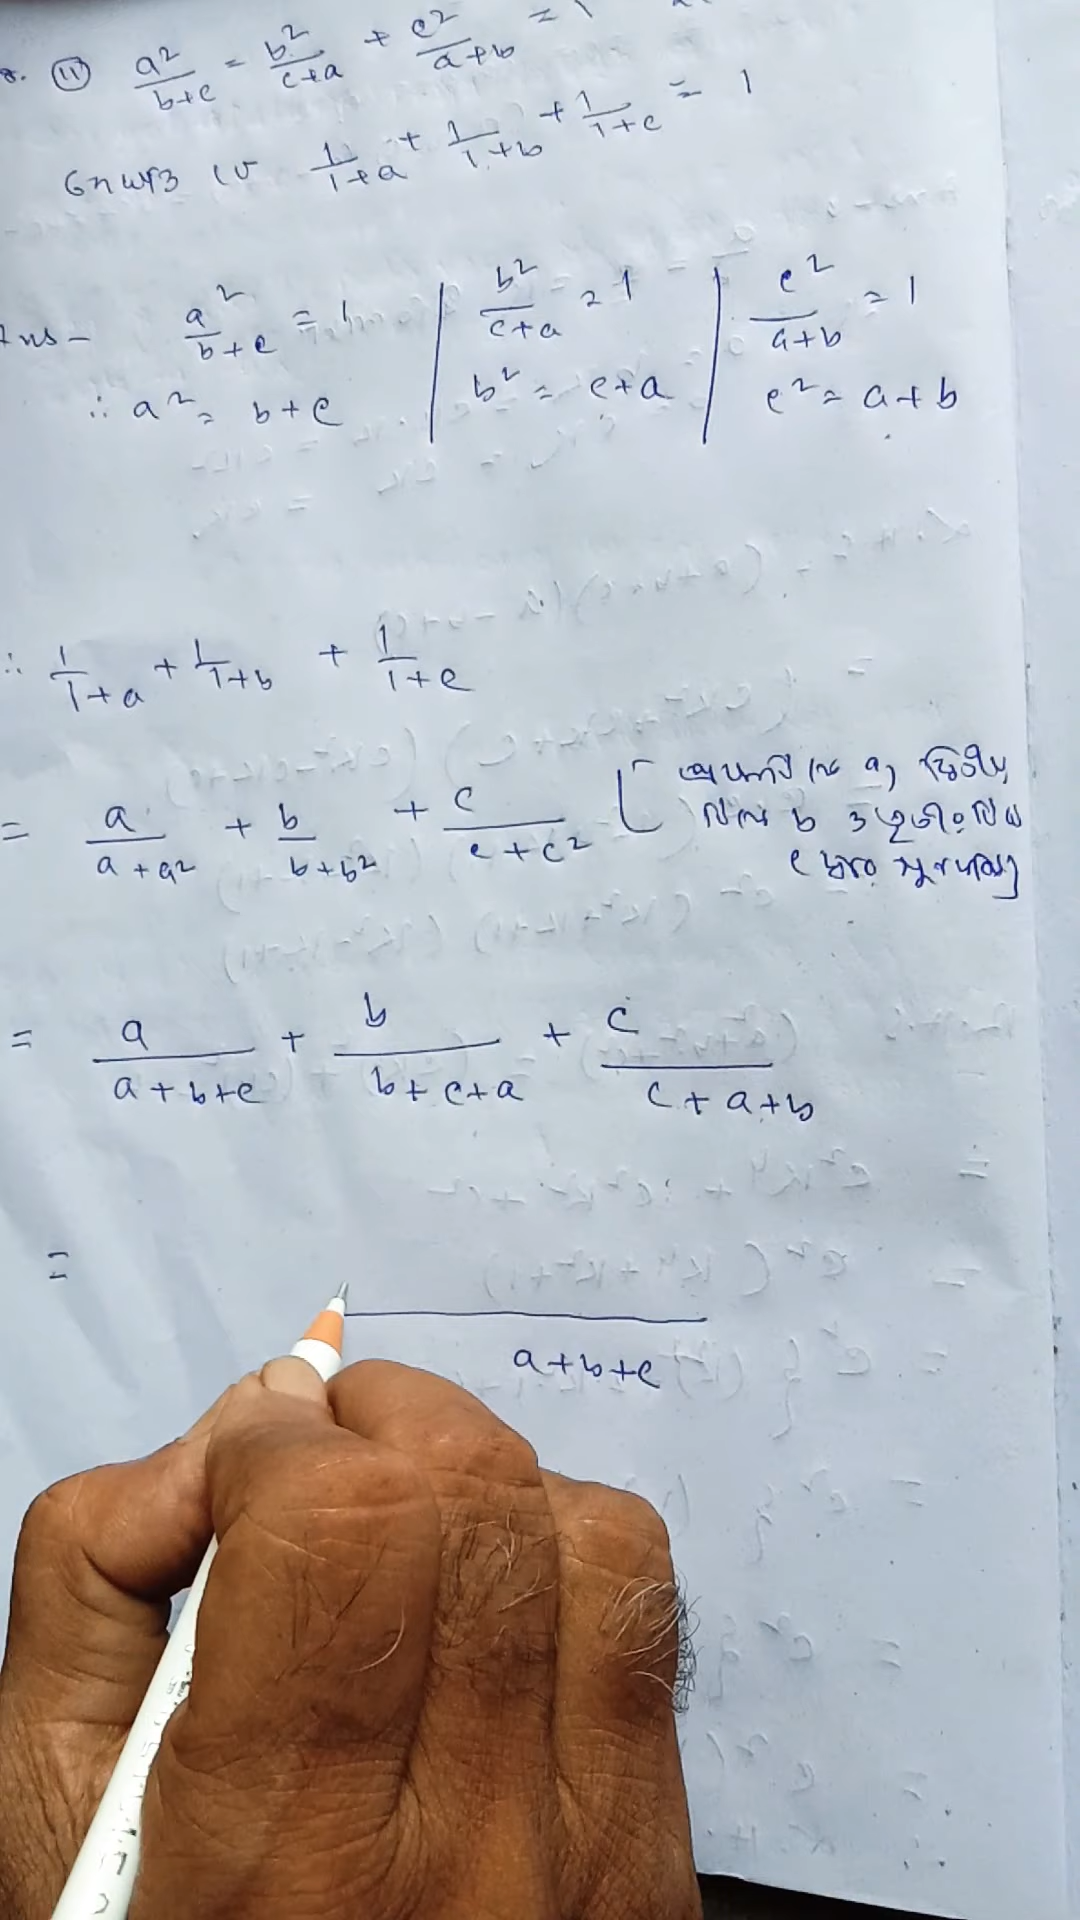 8. (ii) a²/b+c = b²/c+a + c²/a+b = 1
1/1+a + 1/1+b + 1/1+c = 1
Ans - a²/b+c = 1 | b²/c+a = 1 | c²/a+b = 1
∴ a² = b+c | b² = c+a | c² = a+b
∴ 1/1+a + 1/1+b + 1/1+c
= a/a+a² + b/b+b² + c/c+c² [ a, দ্বিতীয়
b ও তৃতীয়
c দ্বারা ]
= a/a+b+c + b/b+c+a + c/c+a+b
=
a+b+c